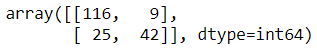 array([[116,   9],
       [ 25,  42]], dtype=int64)